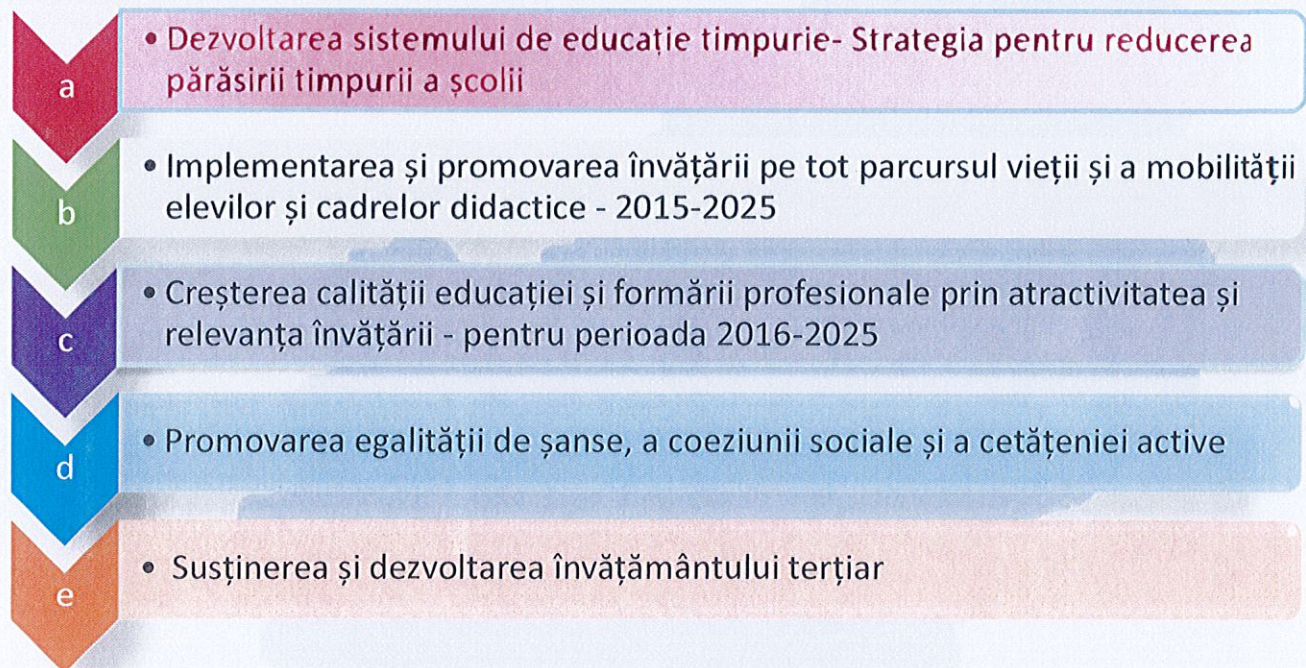 a
• Dezvoltarea sistemului de educație timpurie- Strategia pentru reducerea
părăsirii timpurii a școlii
b
• Implementarea și promovarea învățării pe tot parcursul vieții și a mobilității
elevilor și cadrelor didactice - 2015-2025
c
• Creșterea calității educației și formării profesionale prin atractivitatea și
relevanța învățării - pentru perioada 2016-2025
d
• Promovarea egalității de șanse, a coeziunii sociale și a cetățeniei active
e
• Susținerea și dezvoltarea învățământului terțiar